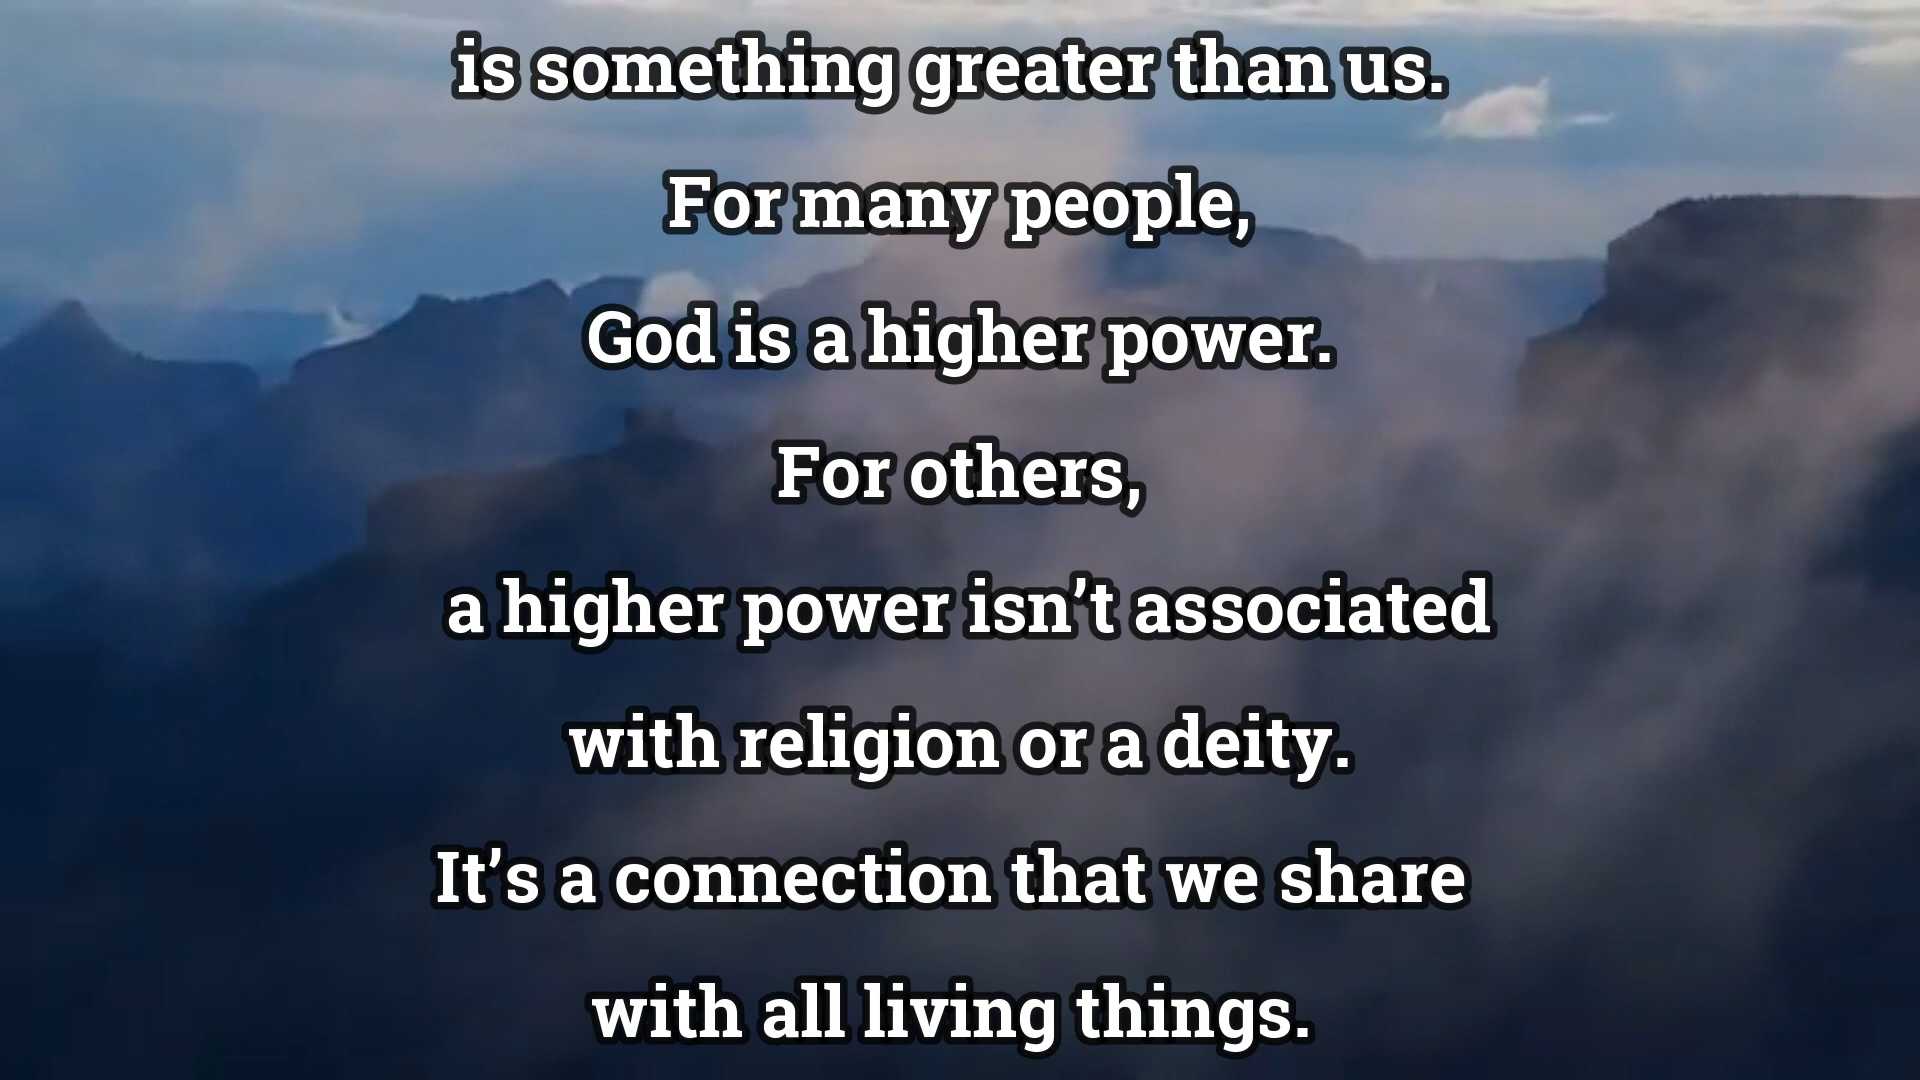 is something greater than us.
For many people,
God is a higher power.
For others,
a higher power isn’t associated
with religion or a deity.
It’s a connection that we share
with all living things.